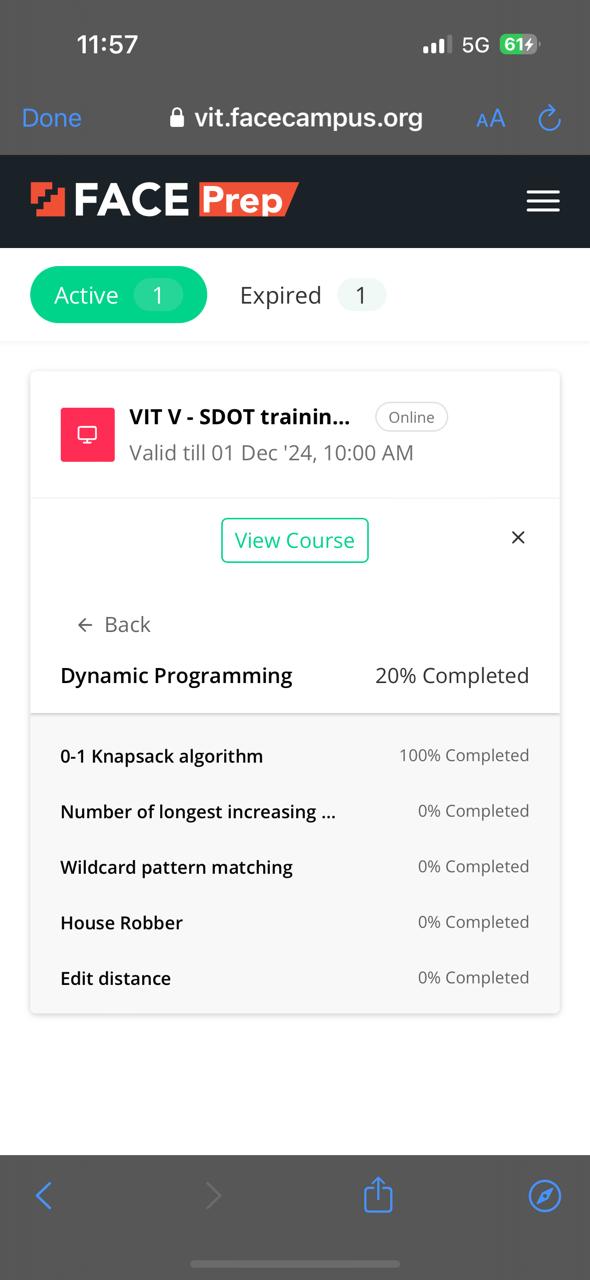 11:57
5G 61
Done vit.facecampus.org AA
FACE Prep
Active 1 Expired 1
VIT V - SDOT trainin... Online
Valid till 01 Dec '24, 10:00 AM
View Course
Back
Dynamic Programming 20% Completed
0-1 Knapsack algorithm 100% Completed
Number of longest increasing ... 0% Completed
Wildcard pattern matching 0% Completed
House Robber 0% Completed
Edit distance 0% Completed